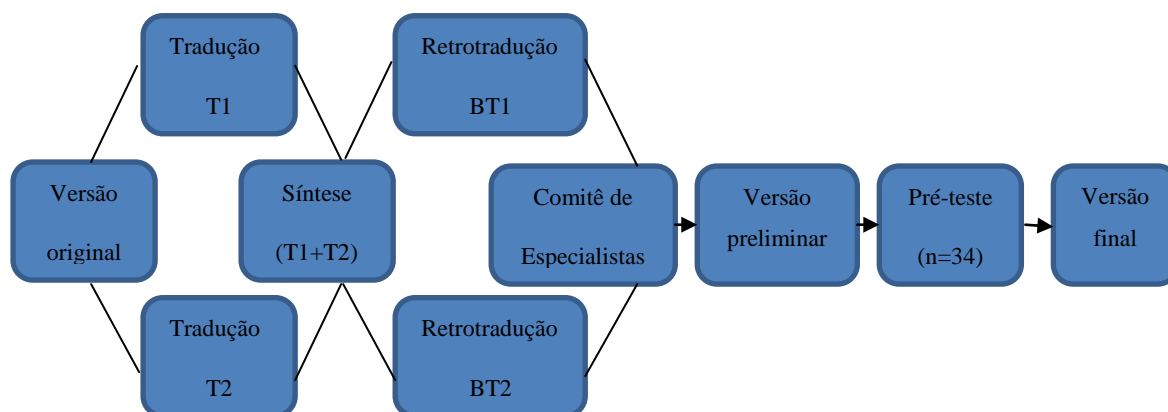 Tradução
T1
Retrotradução
BT1
Versão
original
Síntese
(T1+T2)
Comitê de
Especialistas
Versão
preliminar
Pré-teste
(n=34)
Versão
final
Tradução
T2
Retrotradução
BT2